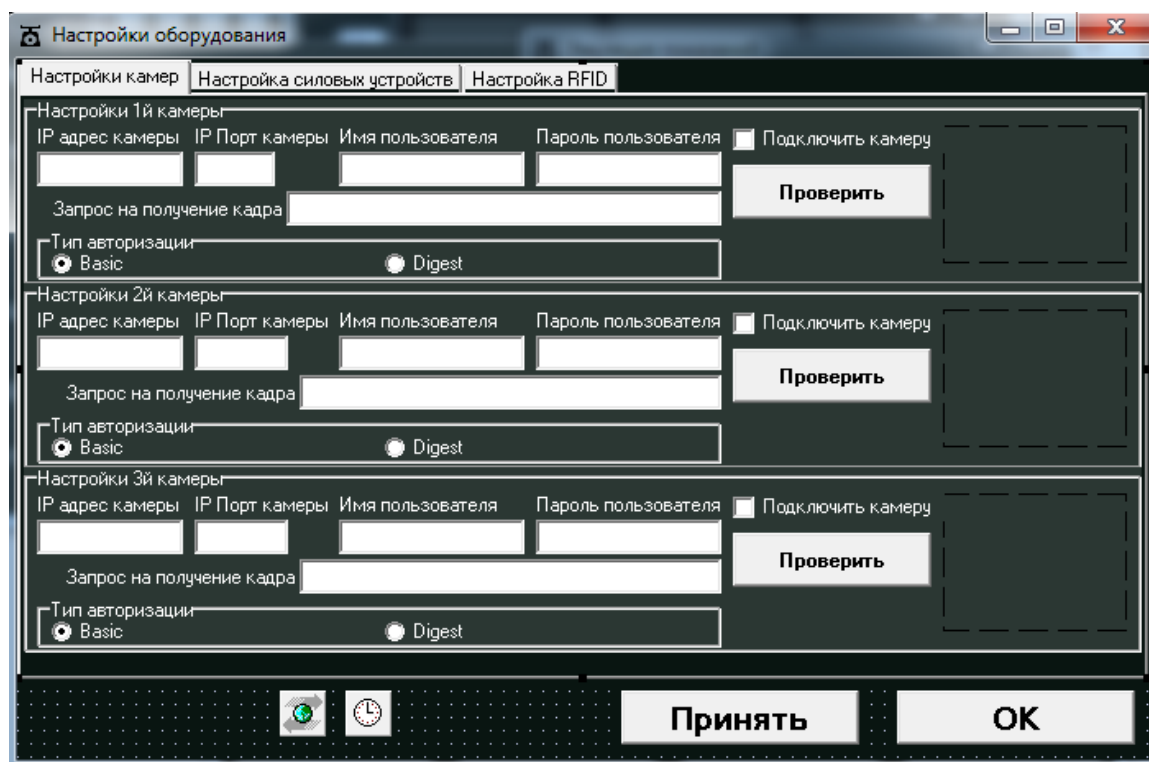 Настройки оборудования
Настройки камер Настройка силовых устройств Настройка RFID
Настройки 1й камеры
IP адрес камеры IP Порт камеры Имя пользователя Пароль пользователя Подключить камеру
Проверить
Запрос на получение кадра
Тип авторизации
Basic Digest
Настройки 2й камеры
IP адрес камеры IP Порт камеры Имя пользователя Пароль пользователя Подключить камеру
Проверить
Запрос на получение кадра
Тип авторизации
Basic Digest
Настройки 3й камеры
IP адрес камеры IP Порт камеры Имя пользователя Пароль пользователя Подключить камеру
Проверить
Запрос на получение кадра
Тип авторизации
Basic Digest
Принять OK